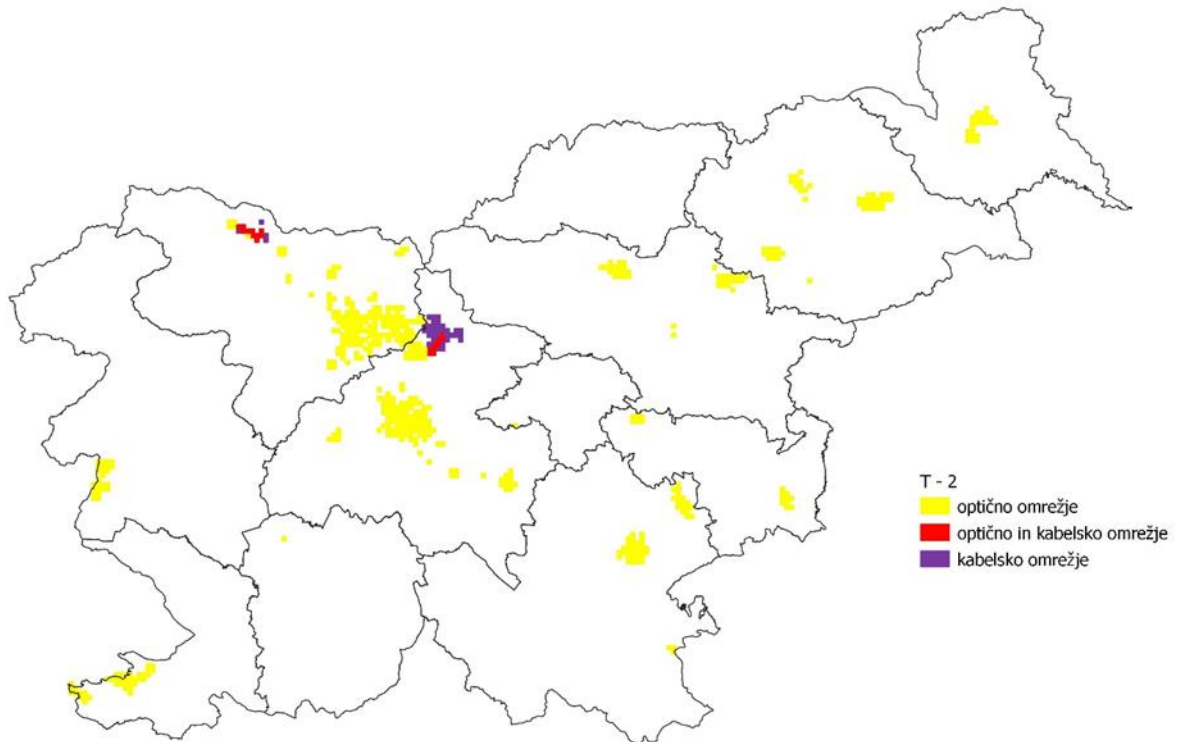 T - 2
optično omrežje
optično in kabelsko omrežje
kabelsko omrežje